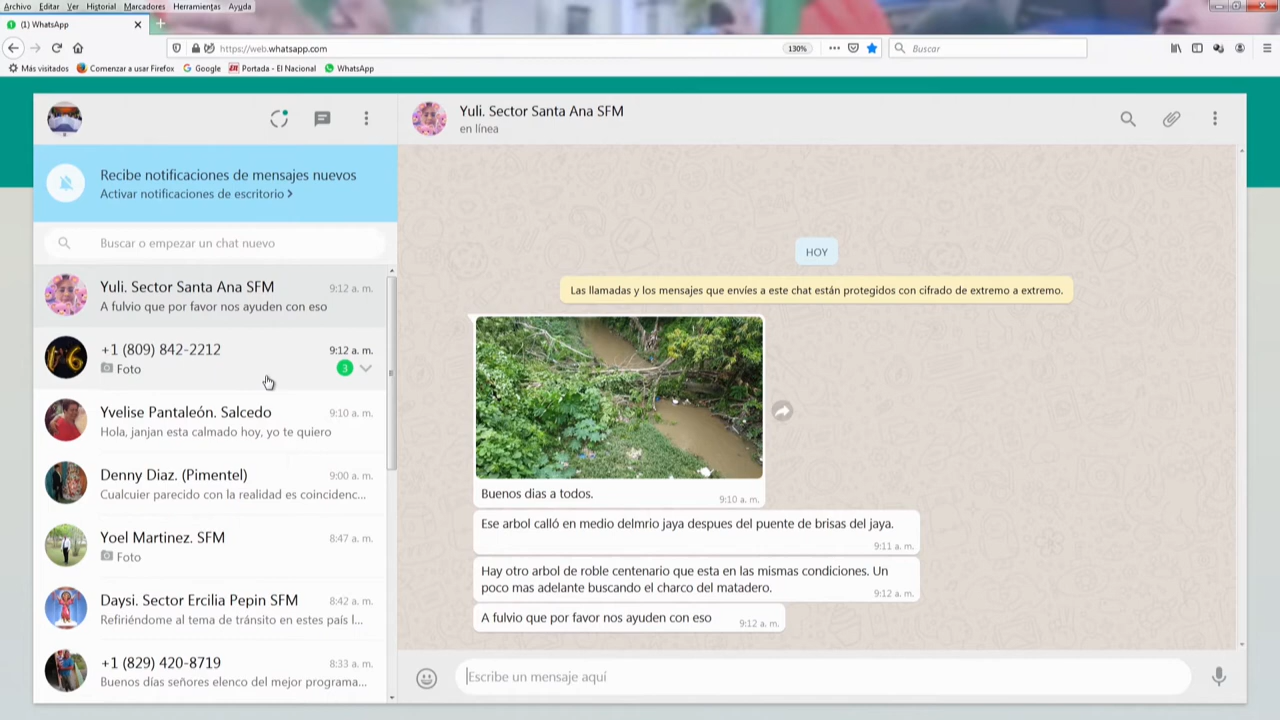 Archivo Editar Ver Historial Marcadores Herramientas Ayuda
(1) WhatsApp
https://web.whatsapp.com
130%
Buscar
Más visitados Comenzar a usar Firefox Google Portada - El Nacional WhatsApp
Recibe notificaciones de mensajes nuevos
Activar notificaciones de escritorio >
Buscar o empezar un chat nuevo
Yuli. Sector Santa Ana SFM 9:12 a. m.
A fulvio que por favor nos ayuden con eso
+1 (809) 842-2212 9:12 a. m.
Foto 3
Yvelise Pantaleón. Salcedo 9:10 a. m.
Hola, janjan esta calmado hoy, yo te quiero
Denny Diaz. (Pimentel) 9:00 a. m.
Cualcuier parecido con la realidad es coincidenc...
Yoel Martinez. SFM 8:47 a. m.
Foto
Daysi. Sector Ercilia Pepin SFM 8:42 a. m.
Refiriéndome al tema de tránsito en estes país l...
+1 (829) 420-8719 8:33 a. m.
Buenos días señores elenco del mejor programa...
Yuli. Sector Santa Ana SFM
en línea
HOY
Las llamadas y los mensajes que envíes a este chat están protegidos con cifrado de extremo a extremo.
Buenos dias a todos.
9:10 a. m.
Ese arbol calló en medio delmrio jaya despues del puente de brisas del jaya.
9:11 a. m.
Hay otro arbol de roble centenario que esta en las mismas condiciones. Un
poco mas adelante buscando el charco del matadero.
9:12 a. m.
A fulvio que por favor nos ayuden con eso
9:12 a. m.
Escribe un mensaje aquí